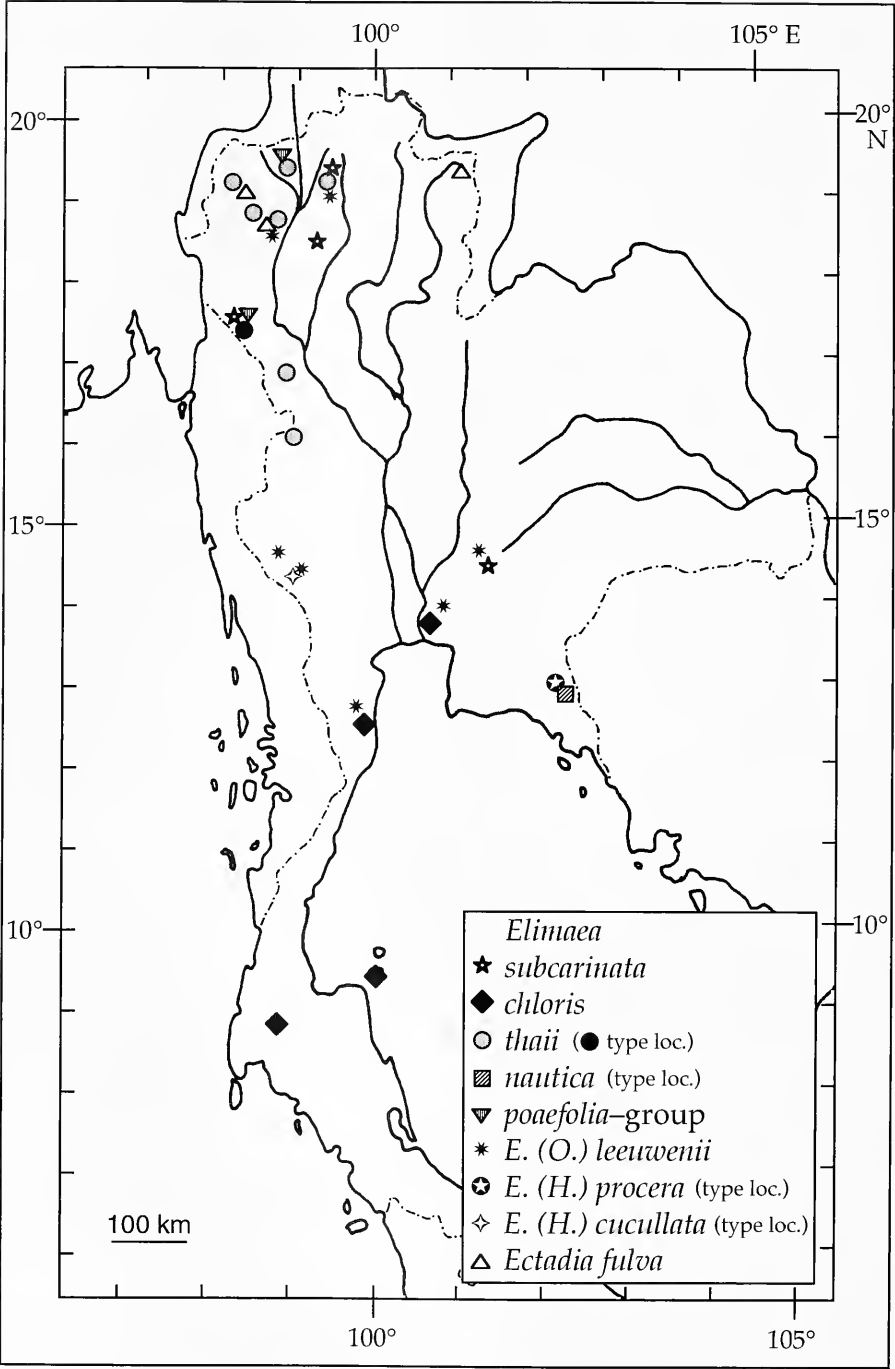 100°
105° E
20°
20°
N
15°
15°
10°
10°
Elimaea
subcarinata
chloris
thaii (● type loc.)
nautica (type loc.)
poaefolia–group
E. (O.) leeuwenii
E. (H.) procera (type loc.)
E. (H.) cucullata (type loc.)
Ectadia fulva
100 km
100°
105°